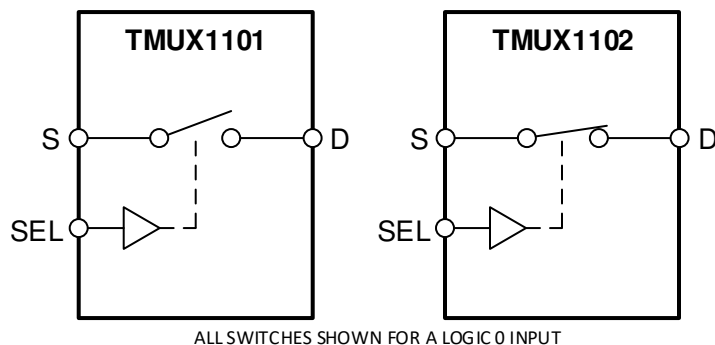 TMUX1101
TMUX1102
S
D
S
D
SEL
SEL
ALL SWITCHES SHOWN FOR A LOGIC 0 INPUT